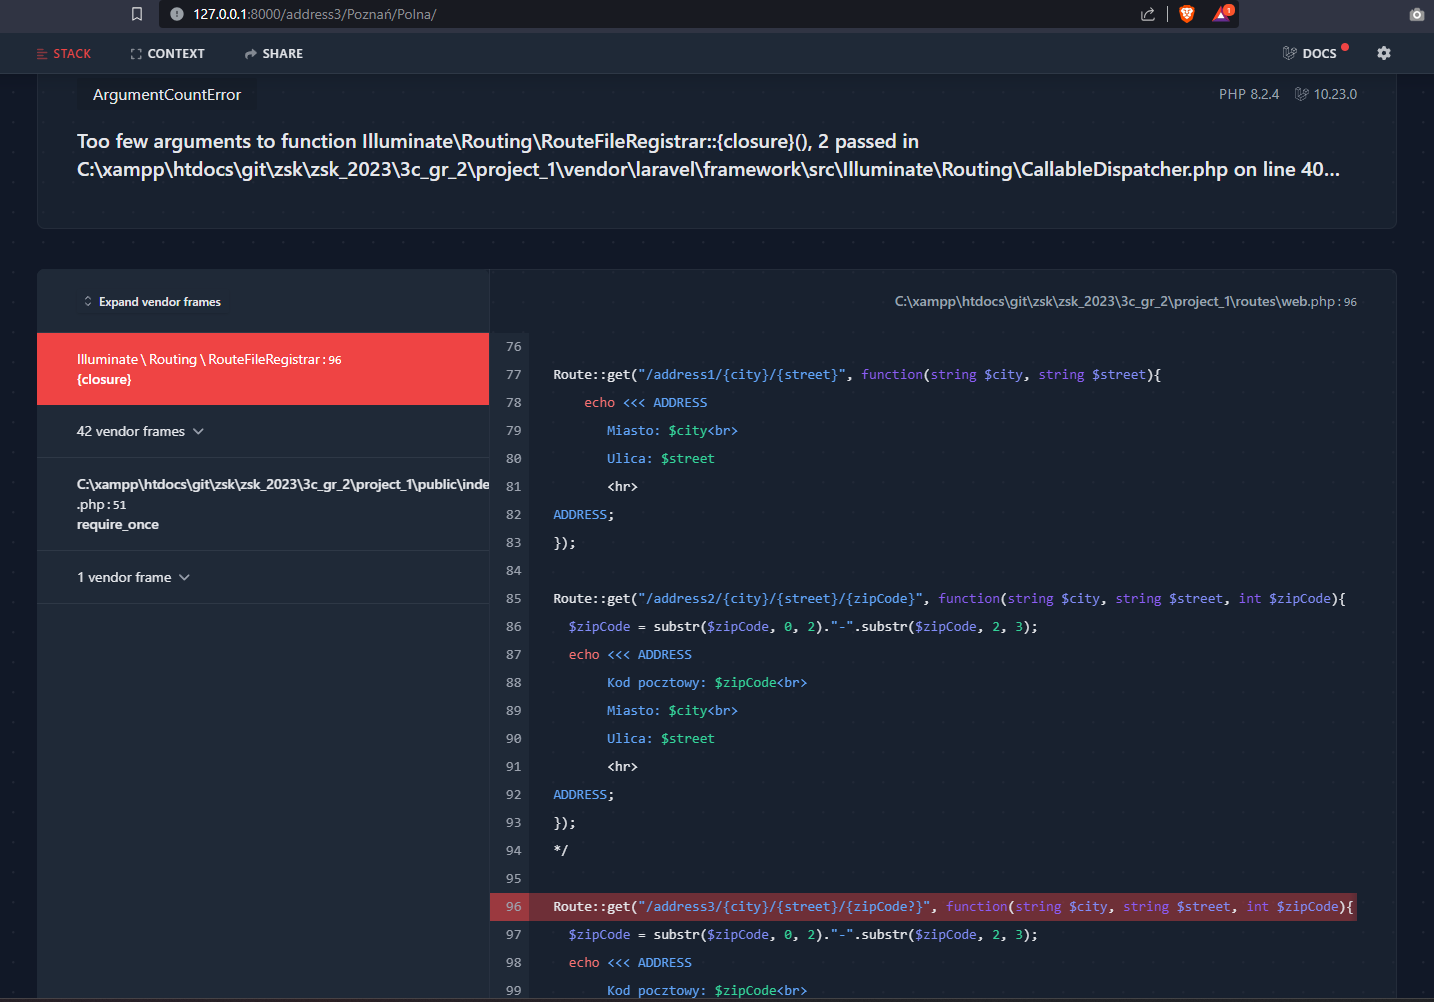 127.0.0.1:8000/address3/Poznań/Polna/
1
STACK CONTEXT SHARE DOCS
ArgumentCountError PHP 8.2.4 10.23.0
Too few arguments to function Illuminate\Routing\RouteFileRegistrar::{closure}(), 2 passed in
C:\xampp\htdocs\git\zsk\zsk_2023\3c_gr_2\project_1\vendor\laravel\framework\src\Illuminate\Routing\CallableDispatcher.php on line 40...
Expand vendor frames
Illuminate \ Routing \ RouteFileRegistrar : 96
{closure}
42 vendor frames
C:\xampp\htdocs\git\zsk\zsk_2023\3c_gr_2\project_1\public\inde
.php : 51
require_once
1 vendor frame
C:\xampp\htdocs\git\zsk\zsk_2023\3c_gr_2\project_1\routes\web.php : 96
76
77 Route::get("/address1/{city}/{street}", function(string $city, string $street){
78 echo <<< ADDRESS
79 Miasto: $city<br>
80 Ulica: $street
81 <hr>
82 ADDRESS;
83 });
84
85 Route::get("/address2/{city}/{street}/{zipCode}", function(string $city, string $street, int $zipCode){
86 $zipCode = substr($zipCode, 0, 2)."-".substr($zipCode, 2, 3);
87 echo <<< ADDRESS
88 Kod pocztowy: $zipCode<br>
89 Miasto: $city<br>
90 Ulica: $street
91 <hr>
92 ADDRESS;
93 });
94 */
95
96 Route::get("/address3/{city}/{street}/{zipCode?}", function(string $city, string $street, int $zipCode){
97 $zipCode = substr($zipCode, 0, 2)."-".substr($zipCode, 2, 3);
98 echo <<< ADDRESS
99 Kod pocztowy: $zipCode<br>